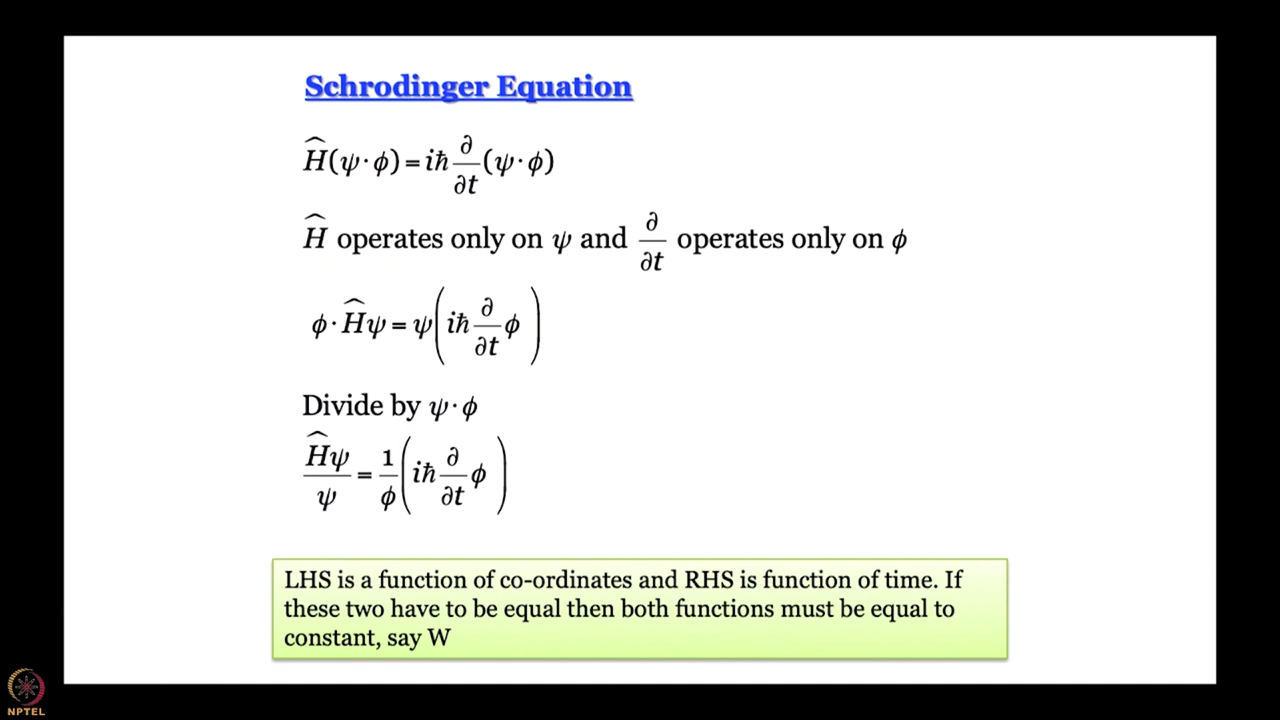 Schrodinger Equation
Ĥ(ψ·ϕ)=iħ ∂/∂t (ψ·ϕ)
Ĥ operates only on ψ and ∂/∂t operates only on ϕ
ϕ·Ĥψ=ψ(iħ ∂/∂t ϕ)
Divide by ψ·ϕ
Ĥψ/ψ = 1/ϕ (iħ ∂/∂t ϕ)
LHS is a function of co-ordinates and RHS is function of time. If
these two have to be equal then both functions must be equal to
constant, say W
NPTEL